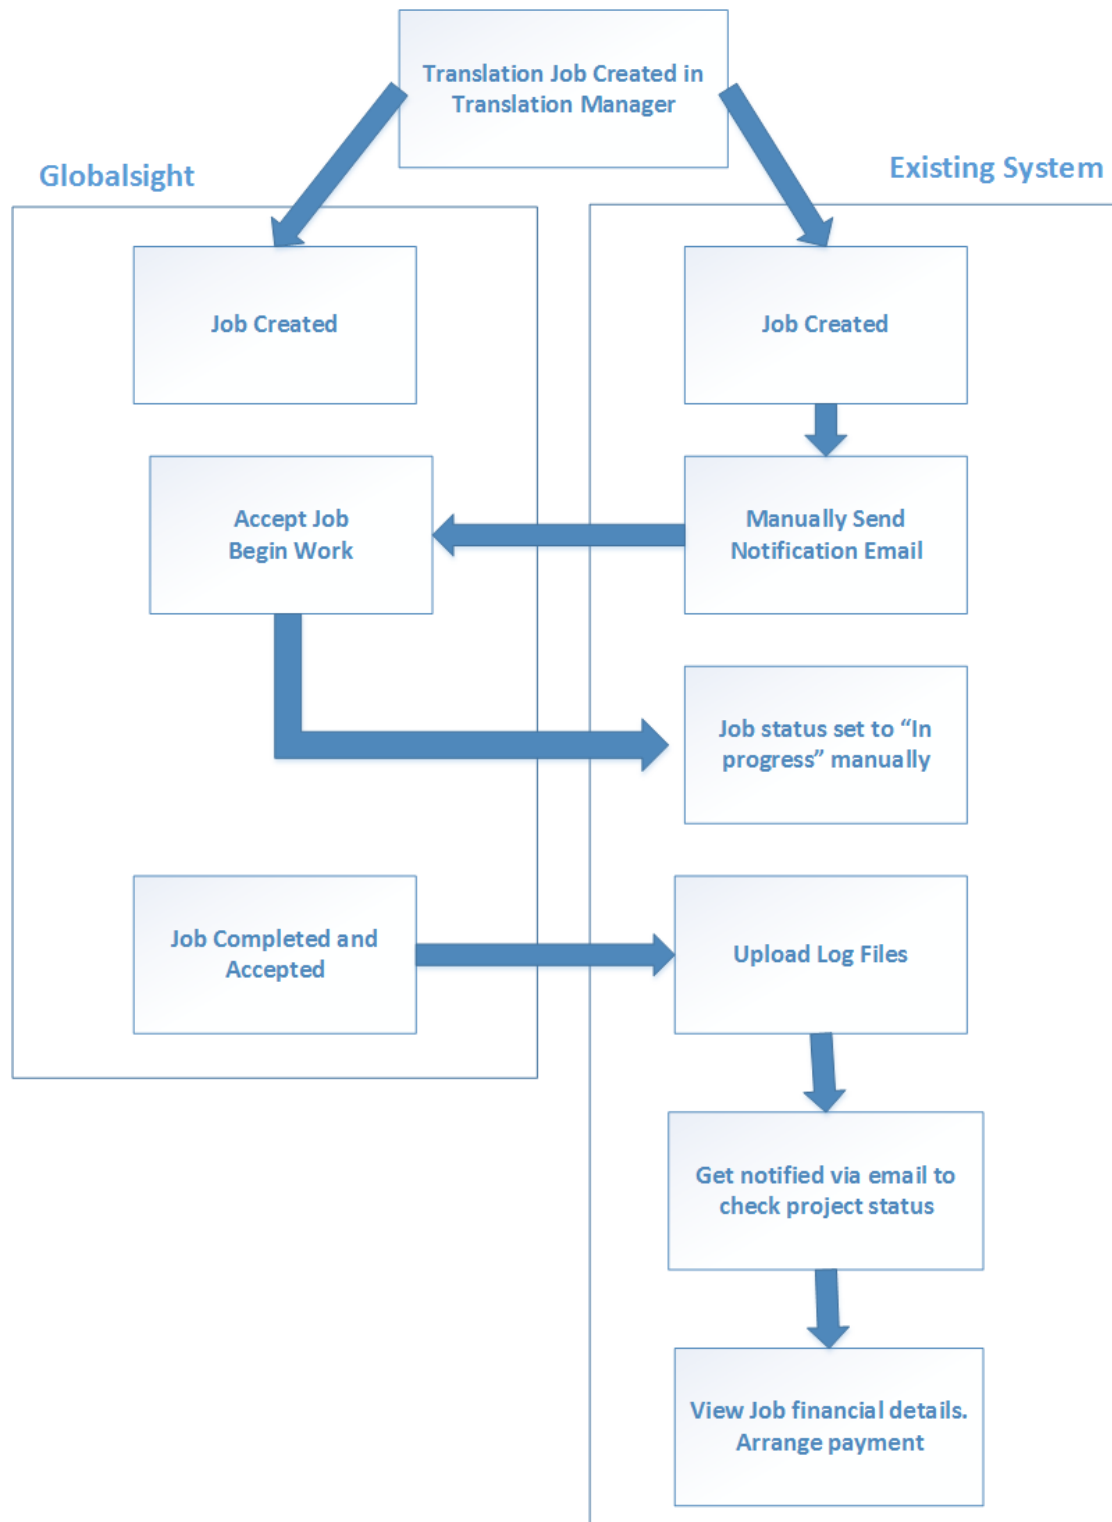 Translation Job Created in
Translation Manager
Globalsight
Existing System
Job Created
Job Created
Accept Job
Begin Work
Manually Send
Notification Email
Job status set to “In
progress” manually
Job Completed and
Accepted
Upload Log Files
Get notified via email to
check project status
View Job financial details.
Arrange payment